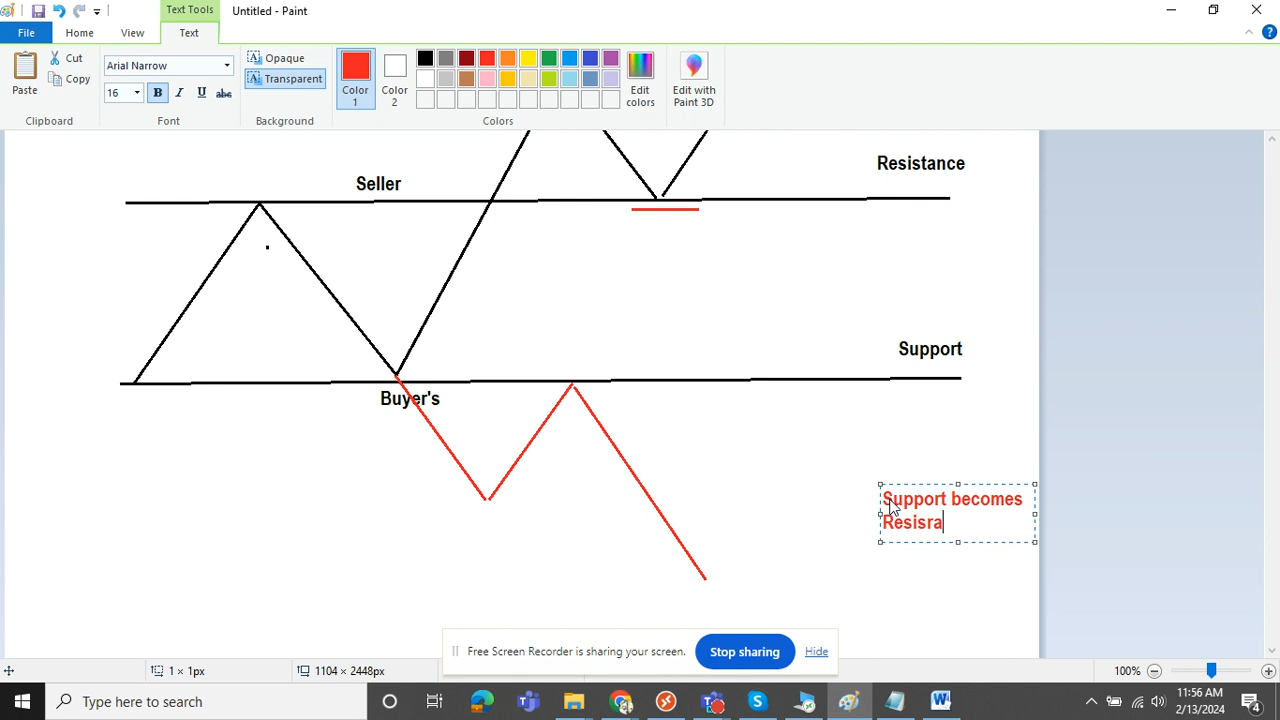 Text Tools
Untitled - Paint
File
Home
View
Text
Paste
Cut
Copy
Clipboard
Arial Narrow
16
B
I
U
abc
Font
Opaque
Transparent
Background
Color
1
Color
2
Edit
colors
Edit with
Paint 3D
Colors
Resistance
Seller
Support
Buyer's
Support becomes
Resisra
Free Screen Recorder is sharing your screen.
Stop sharing
Hide
1 × 1px
1104 × 2448px
100%
Type here to search
11:56 AM
2/13/2024
4